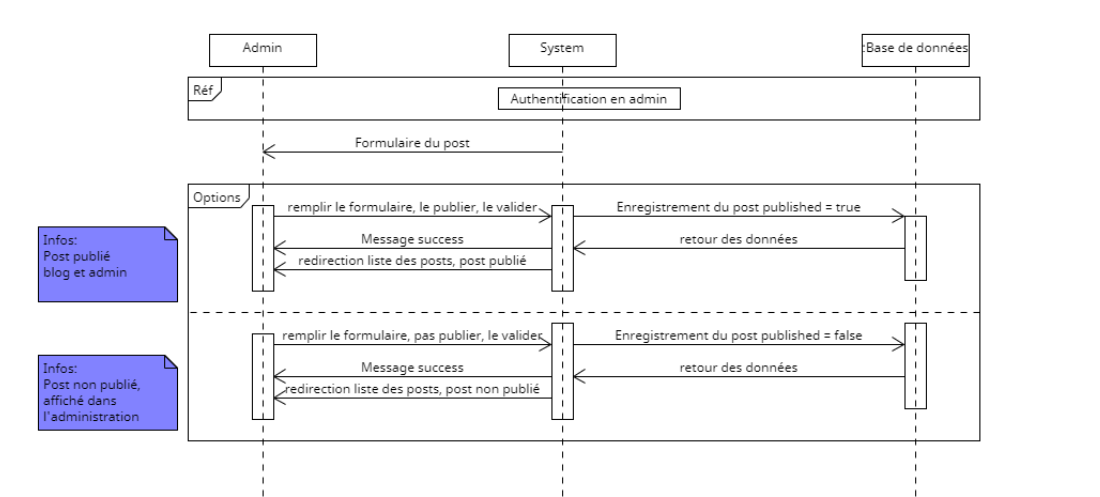 Admin
System
:Base de données
Réf
Authentification en admin
Formulaire du post
Options
remplir le formulaire, le publier, le valider
Enregistrement du post published = true
Infos:
Post publié
blog et admin
Message success
retour des données
redirection liste des posts, post publié
remplir le formulaire, pas publier, le valider
Enregistrement du post published = false
Infos:
Post non publié,
affiché dans
l'administration
Message success
retour des données
redirection liste des posts, post non publié